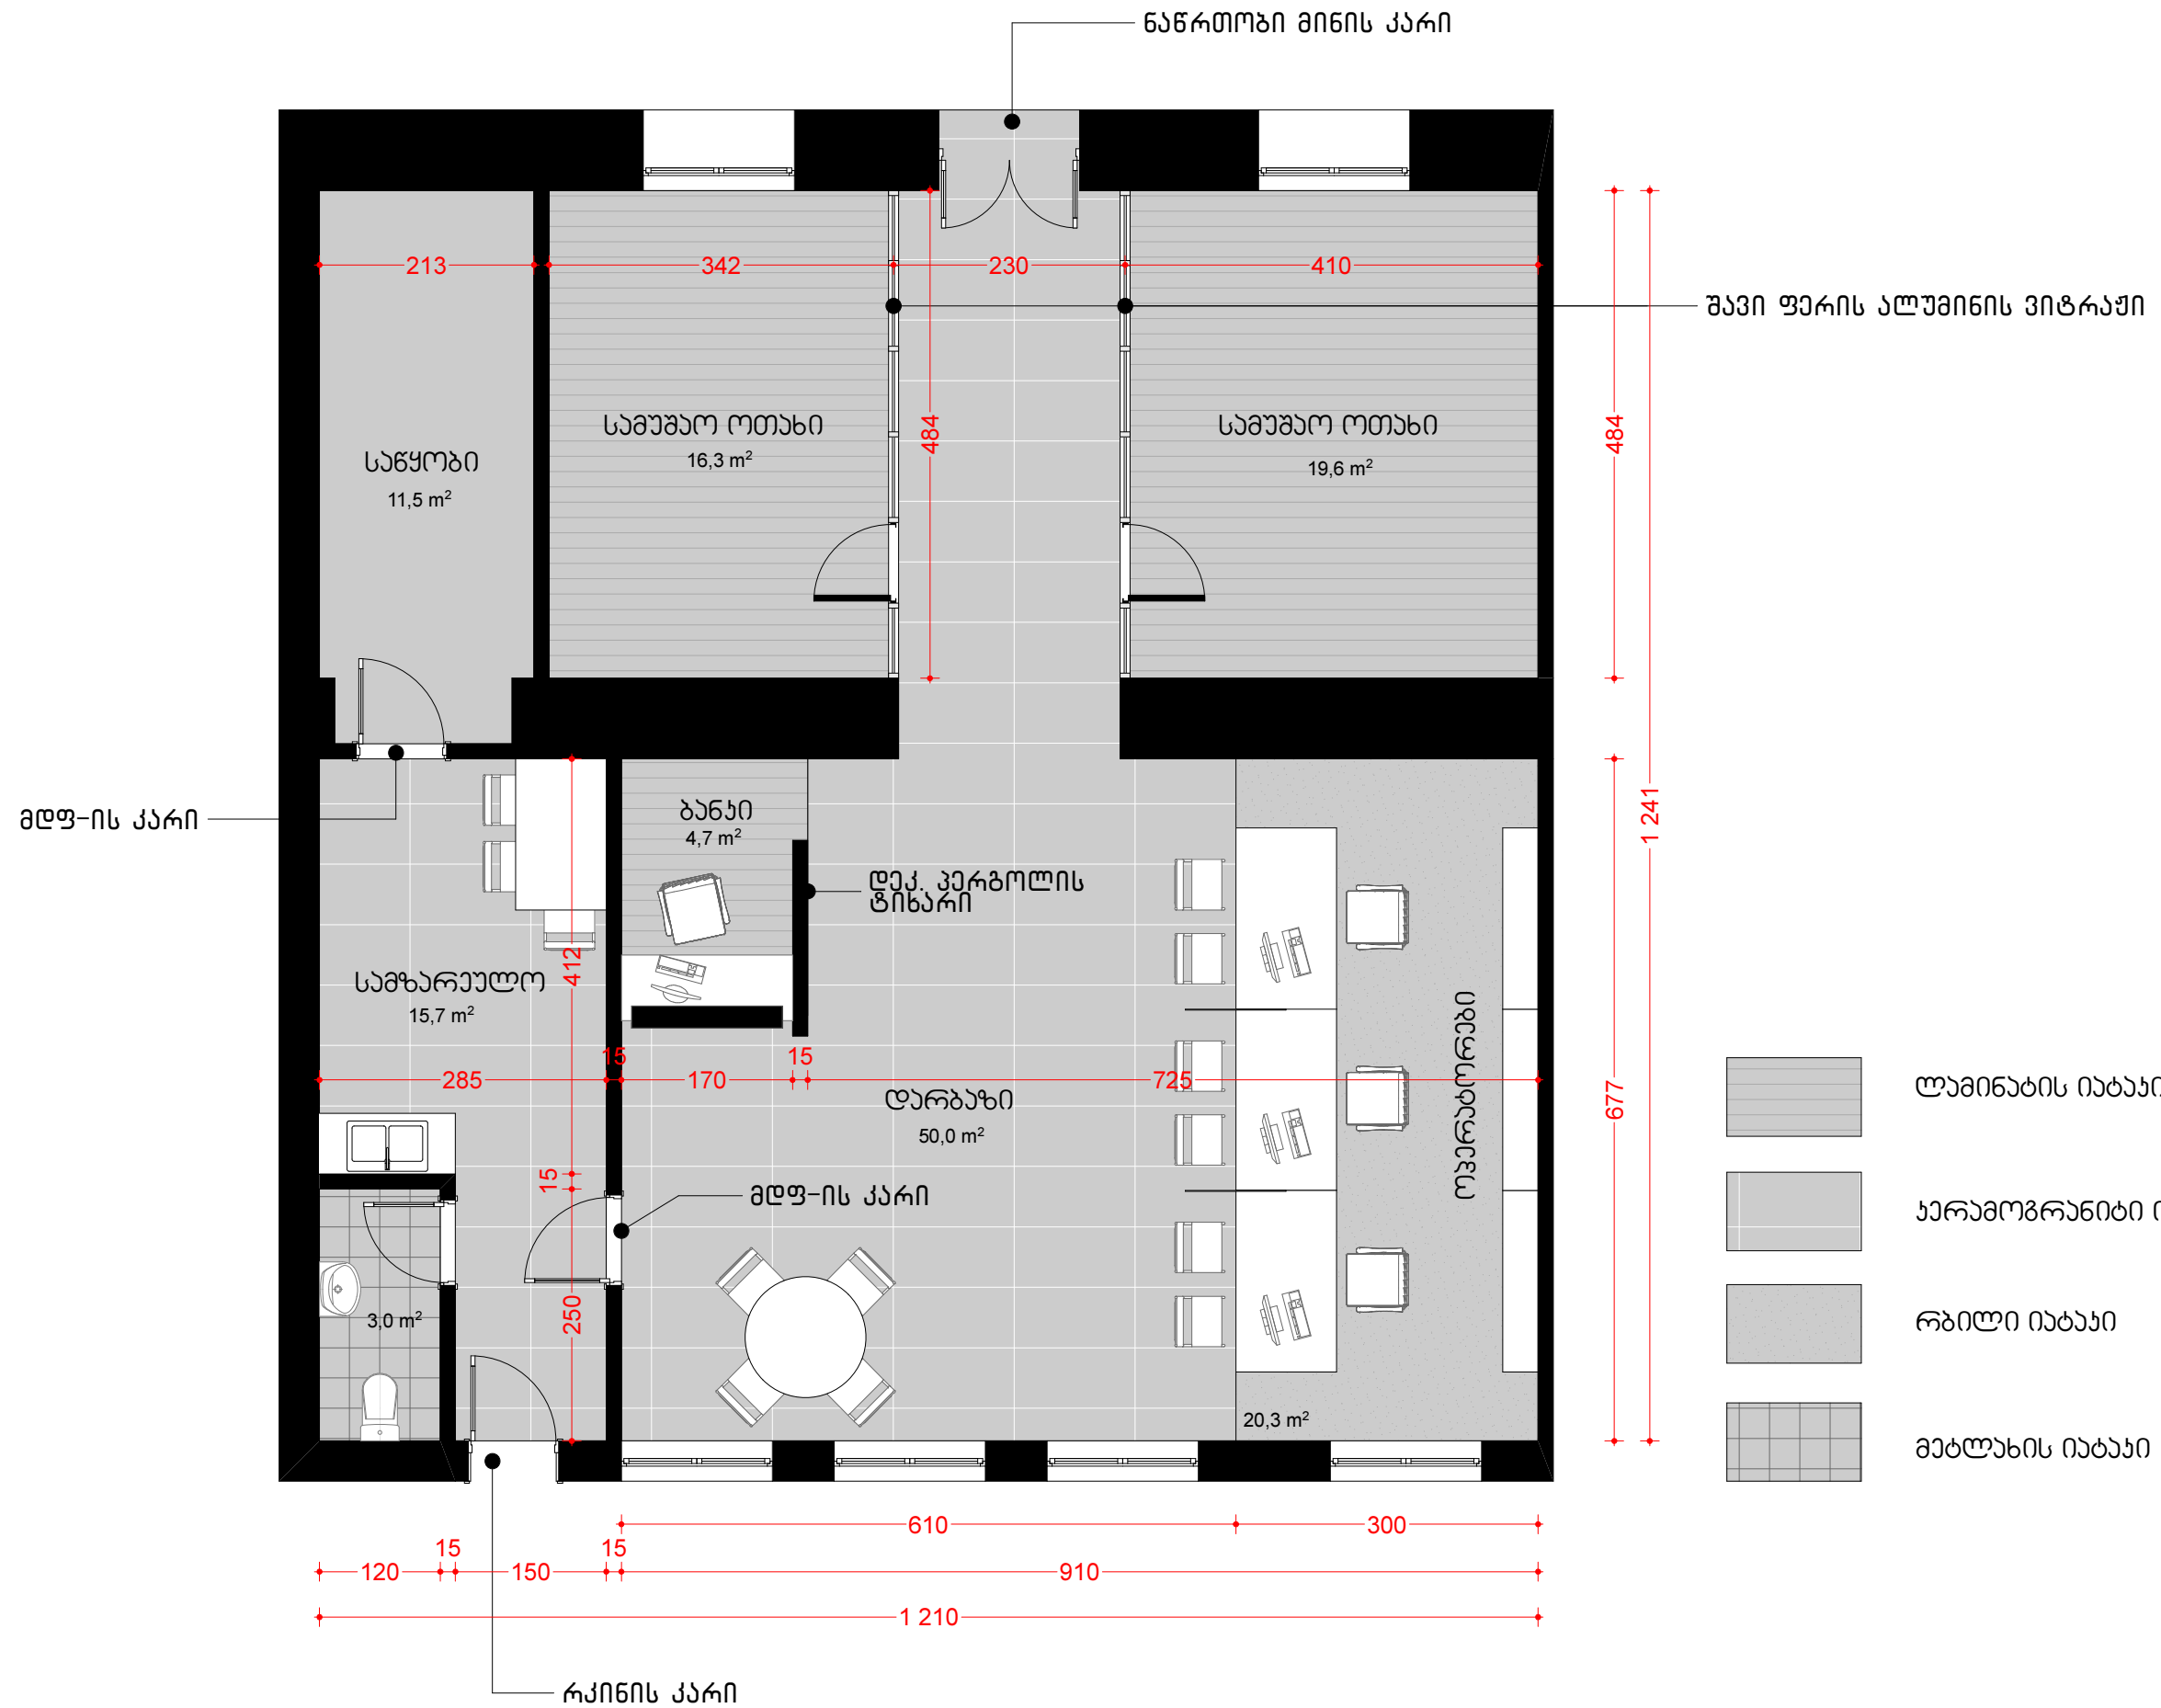 ნაწრთობი მინის კარი
213
342
230
410
შავი ფერის ალუმინის ვიტრაჟი
484
484
სამუშაო ოთახი
16,3 m²
სამუშაო ოთახი
19,6 m²
საწყობი
11,5 m²
1 241
მდფ-ის კარი
ბანკი
4,7 m²
დეკ. პერგოლის
ტიხარი
412
სამზარეულო
15,7 m²
ოპერატორები
15
15
285
170
725
677
დარბაზი
50,0 m²
ლამინატის იატაკი
15
მდფ-ის კარი
კერამოგრანიტი ი
250
3,0 m²
რბილი იატაკი
20,3 m²
მეტლახის იატაკი
610
300
15
15
120
150
910
1 210
რკინის კარი